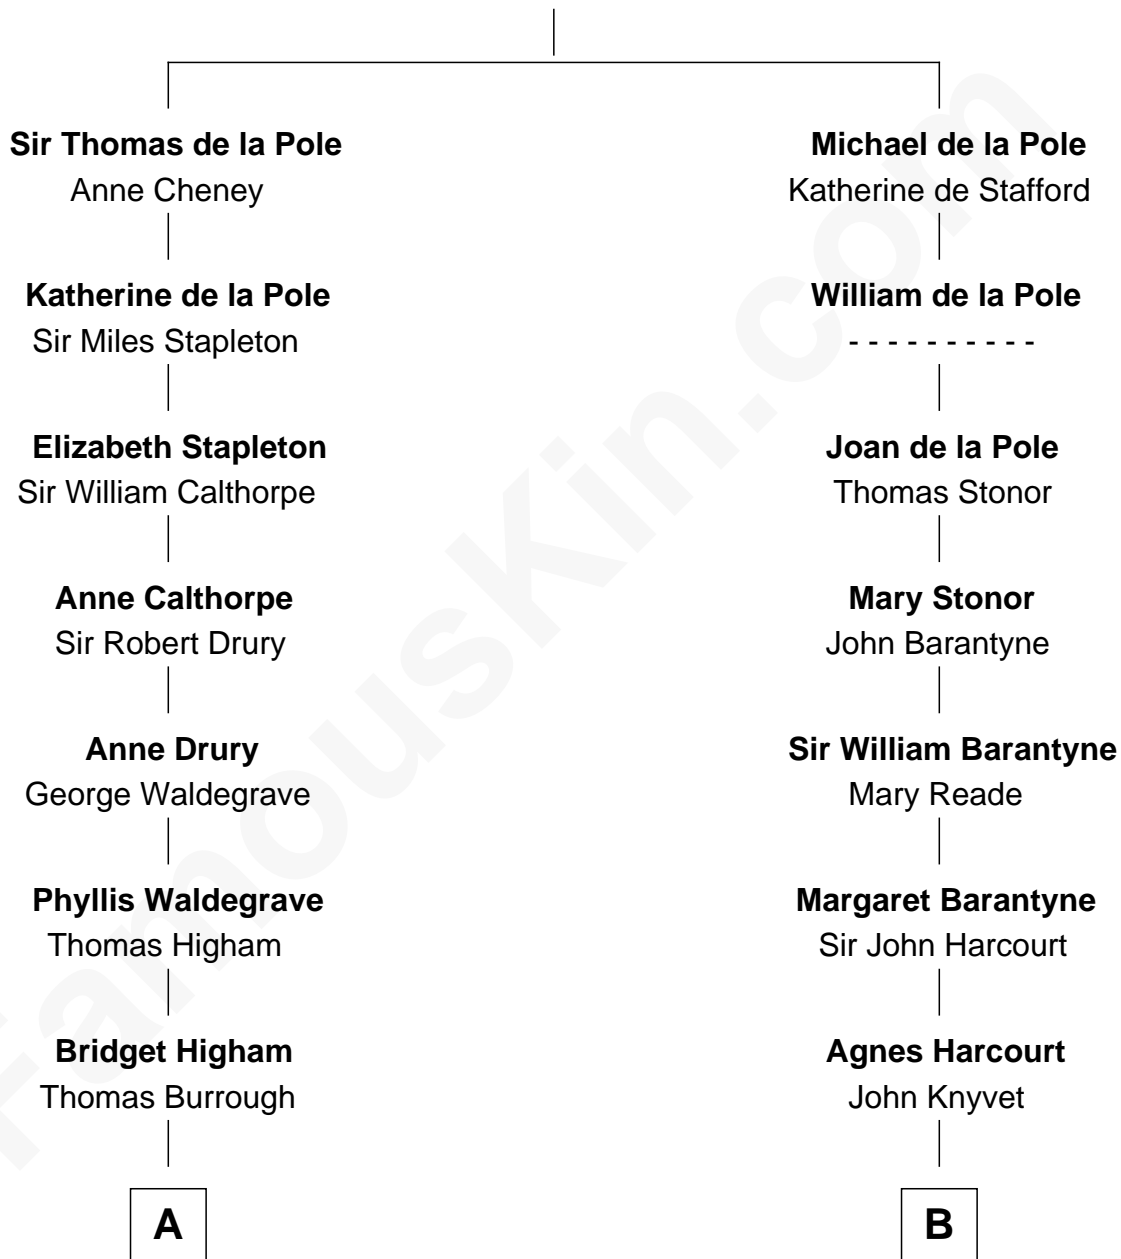 Sir Thomas de la Pole
Anne Cheney
Katherine de la Pole
Sir Miles Stapleton
Elizabeth Stapleton
Sir William Calthorpe
Anne Calthorpe
Sir Robert Drury
Anne Drury
George Waldegrave
Phyllis Waldegrave
Thomas Higham
Bridget Higham
Thomas Burrough
A
Michael de la Pole
Katherine de Stafford
William de la Pole
- - - - - - - - - -
Joan de la Pole
Thomas Stonor
Mary Stonor
John Barantyne
Sir William Barantyne
Mary Reade
Margaret Barantyne
Sir John Harcourt
Agnes Harcourt
John Knyvet
B
FamousKin.com